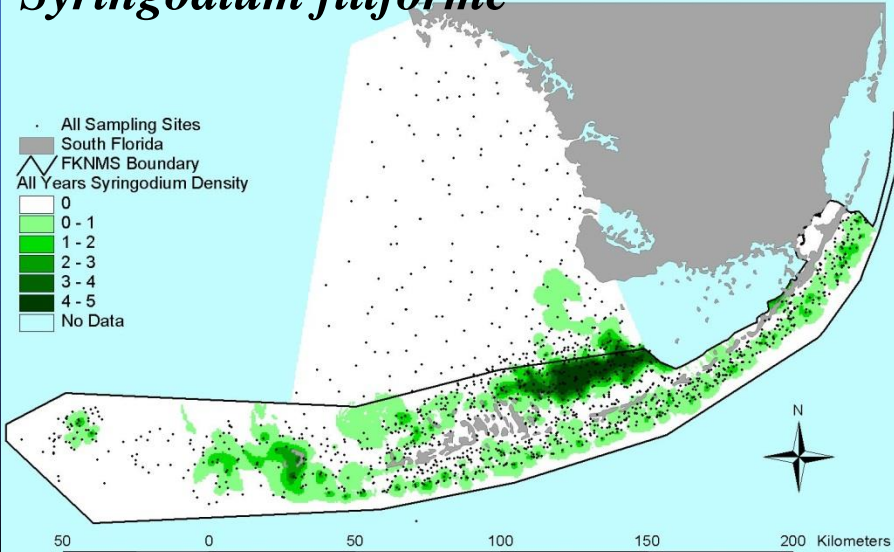 Syringodium filiforme
All Sampling Sites
South Florida
FKNMS Boundary
All Years Syringodium Density
0
0 - 1
1 - 2
2 - 3
3 - 4
4 - 5
No Data
N
50 0 50 100 150 200 Kilometers